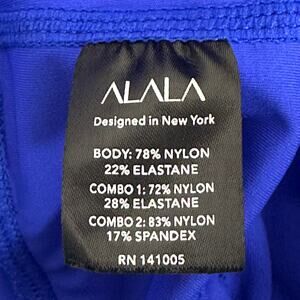 ALALA
Designed in New York
BODY: 78% NYLON
22% ELASTANE
COMBO 1: 72% NYLON
28% ELASTANE
COMBO 2: 83% NYLON
17% SPANDEX
RN 141005